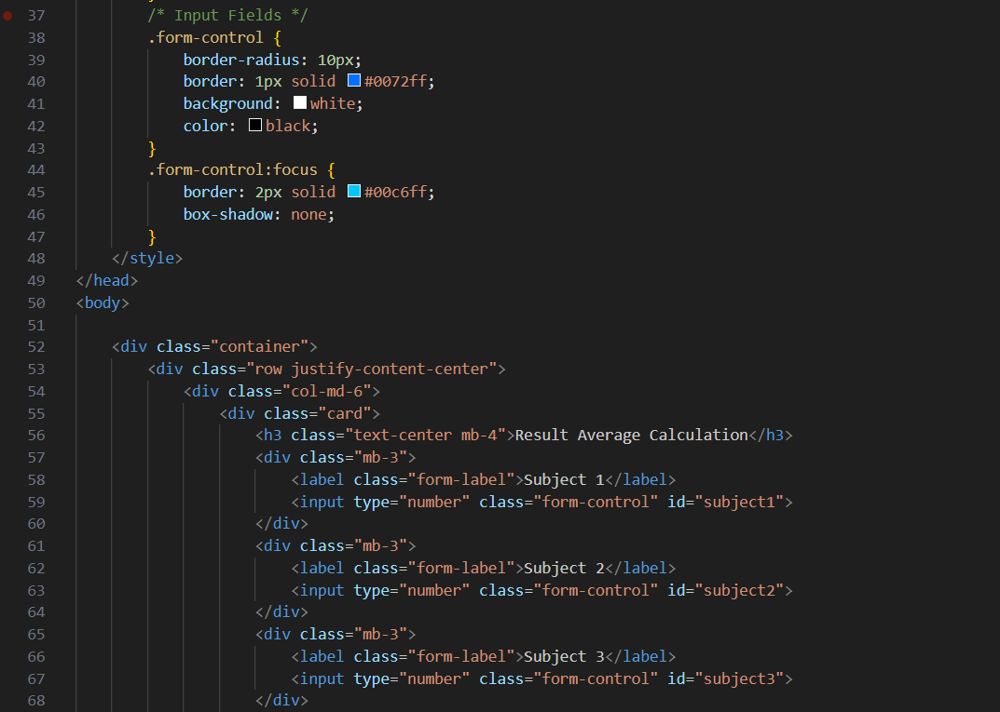 37 /* Input Fields */
38 .form-control {
39 border-radius: 10px;
40 border: 1px solid #0072ff;
41 background: white;
42 color: black;
43 }
44 .form-control:focus {
45 border: 2px solid #00c6ff;
46 box-shadow: none;
47 }
48 </style>
49 </head>
50 <body>
51
52 <div class="container">
53 <div class="row justify-content-center">
54 <div class="col-md-6">
55 <div class="card">
56 <h3 class="text-center mb-4">Result Average Calculation</h3>
57 <div class="mb-3">
58 <label class="form-label">Subject 1</label>
59 <input type="number" class="form-control" id="subject1">
60 </div>
61 <div class="mb-3">
62 <label class="form-label">Subject 2</label>
63 <input type="number" class="form-control" id="subject2">
64 </div>
65 <div class="mb-3">
66 <label class="form-label">Subject 3</label>
67 <input type="number" class="form-control" id="subject3">
68 </div>